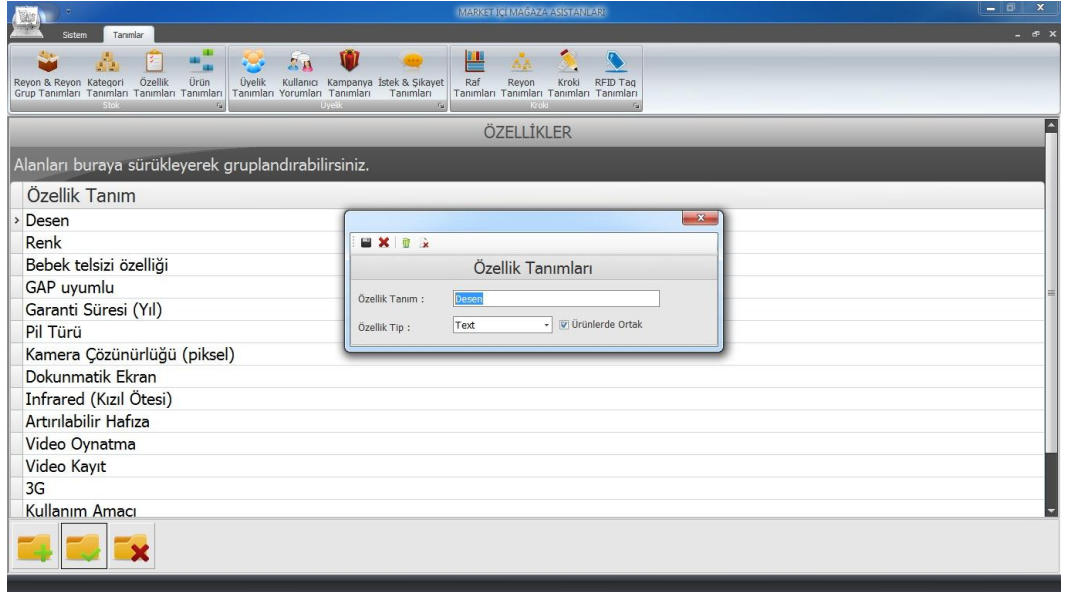 MARKET İÇİ MAĞAZA ASİSTANLARI
Sistem Tanımlar
Reyon & Reyon Grup Tanımları
Kategori Tanımları
Özellik Tanımları
Ürün Tanımları
Stok
Üyelik Tanımları
Kullanıcı Yorumları
Kampanya Tanımları
İstek & Şikayet Tanımları
Uyelik
Raf Tanımları
Reyon Tanımları
Kroki Tanımları
RFID Tag Tanımları
Kroki
ÖZELLİKLER
Alanları buraya sürükleyerek gruplandırabilirsiniz.
Özellik Tanım
Desen
Renk
Bebek telsizi özelliği
GAP uyumlu
Garanti Süresi (Yıl)
Pil Türü
Kamera Çözünürlüğü (piksel)
Dokunmatik Ekran
Infrared (Kızıl Ötesi)
Artırılabilir Hafıza
Video Oynatma
Video Kayıt
3G
Kullanım Amacı
Özellik Tanımları
Özellik Tanım : Desen
Özellik Tip : Text Ürünlerde Ortak